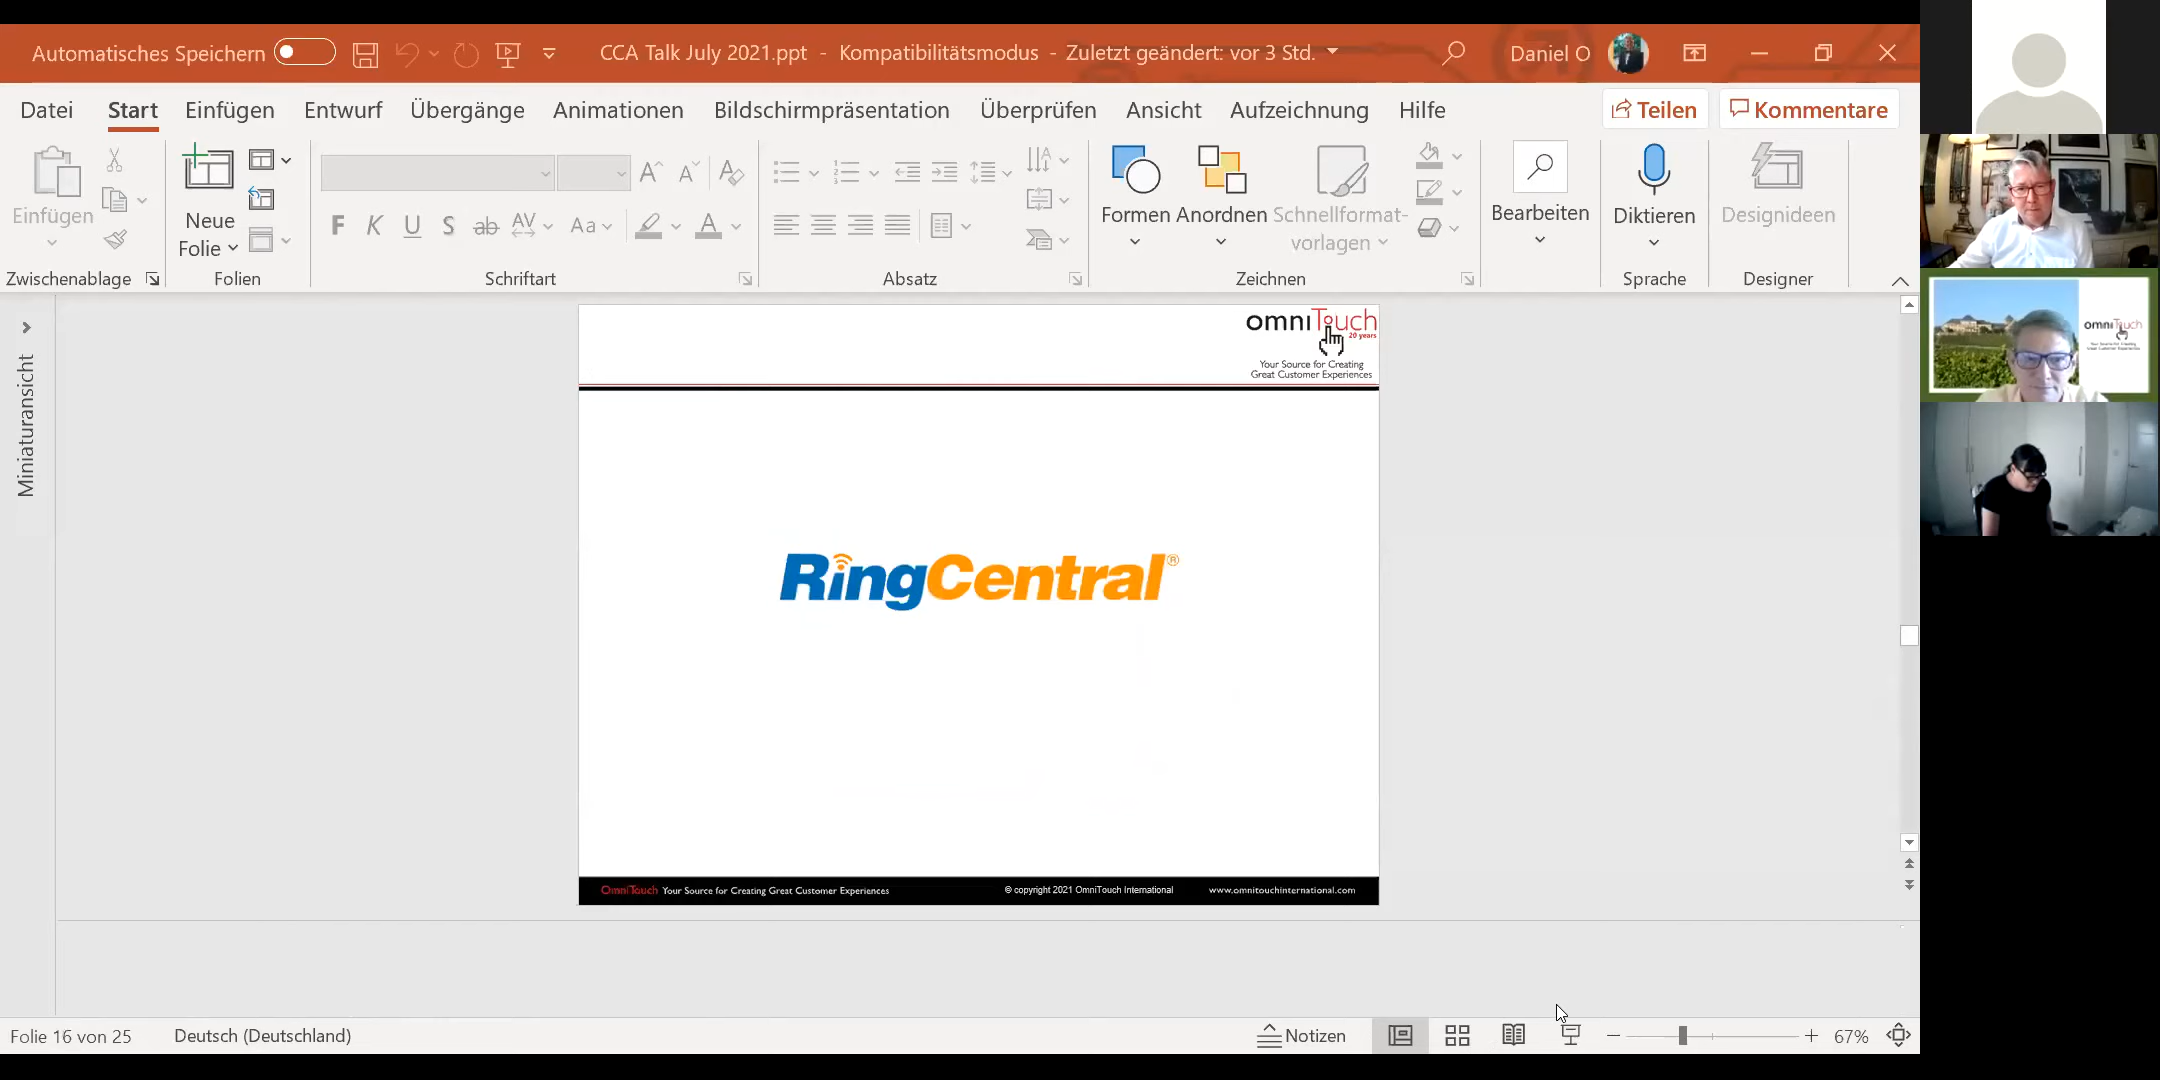 Automatisches Speichern
CCA Talk July 2021.ppt - Kompatibilitätsmodus - Zuletzt geändert: vor 3 Std.
Daniel O
Datei Start Einfügen Entwurf Übergänge Animationen Bildschirmpräsentation Überprüfen Ansicht Aufzeichnung Hilfe
Teilen Kommentare
Einfügen
Neue
Folie
F K U S ab AV Aa A
Formen Anordnen Schnellformat-
vorlagen
Bearbeiten
Diktieren
Designideen
Zwischenablage Folien Schriftart Absatz Zeichnen Sprache Designer
Miniaturansicht
omniTouch
20 years
Your Source for Creating
Great Customer Experiences
RingCentral®
OmniTouch Your Source for Creating Great Customer Experiences © copyright 2021 OmniTouch International www.omnitouchinternational.com
omniTouch
Folie 16 von 25 Deutsch (Deutschland) Notizen 67%